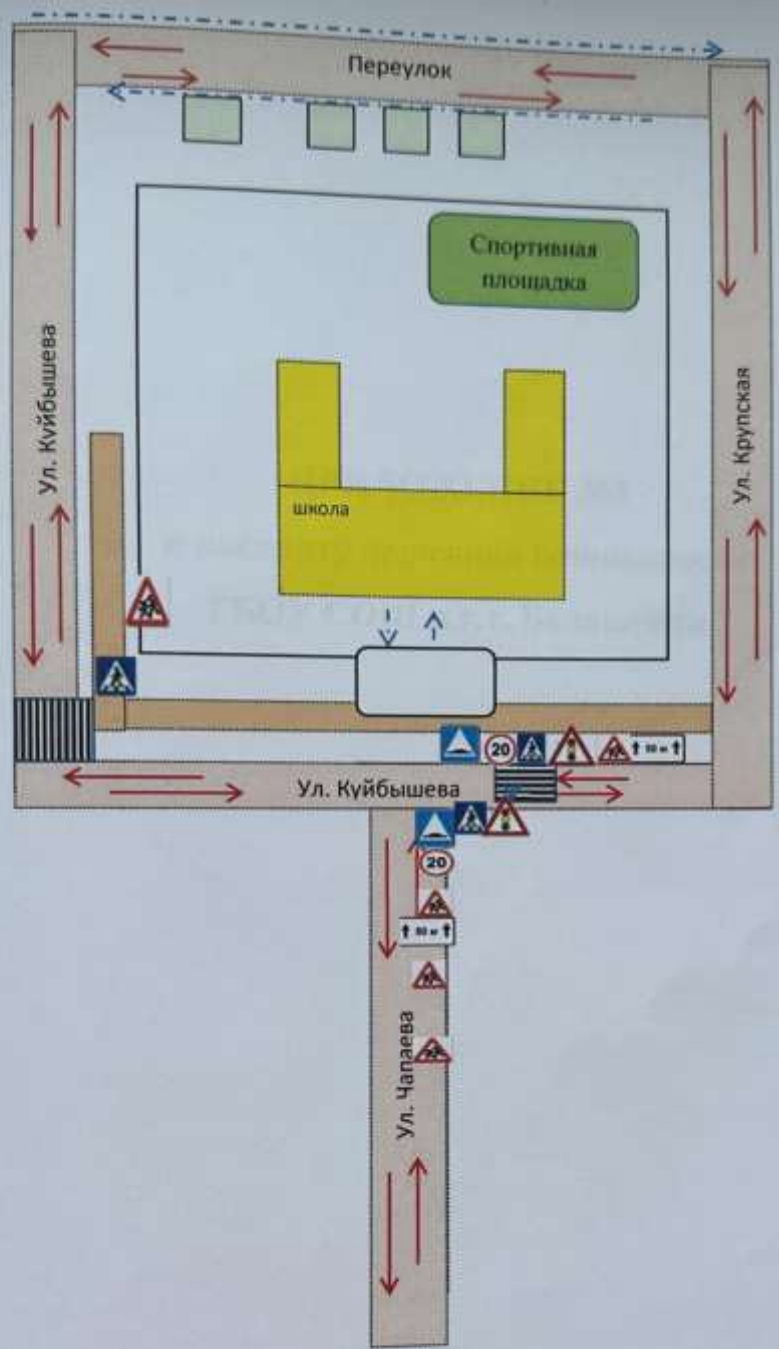 Переулок
Спортивная
площадка
Ул. Куйбышева
Ул. Крупская
школа
20
Ул. Куйбышева
20
Ул. Чапаева